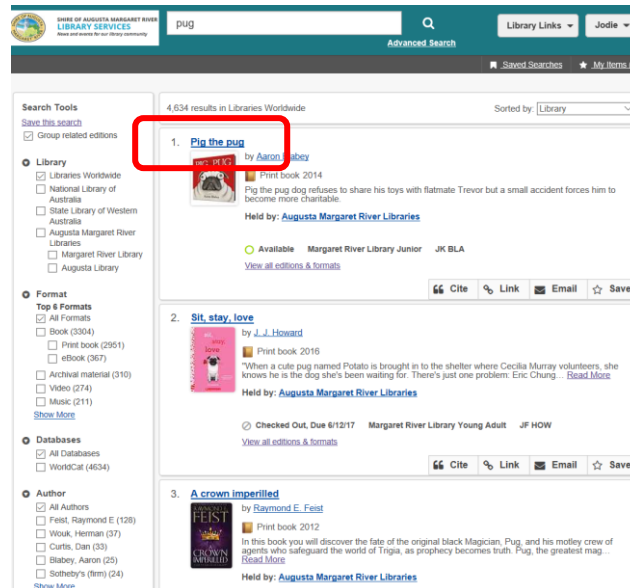 SHIRE OF AUGUSTA MARGARET RIVER
LIBRARY SERVICES
News and events for our library community
pug
Advanced Search
Library Links
Jodie
Saved Searches
My Items
Search Tools
Save this search
Group related editions
Library
Libraries Worldwide
National Library of
Australia
State Library of Western
Australia
Augusta Margaret River
Libraries
Margaret River Library
Augusta Library
Format
Top 6 Formats
All Formats
Book (3304)
Print book (2951)
eBook (367)
Archival material (310)
Video (274)
Music (211)
Show More
Databases
All Databases
WorldCat (4634)
Author
All Authors
Feist, Raymond E (128)
Wouk, Herman (37)
Curtis, Dan (33)
Blabey, Aaron (25)
Sotheby's (firm) (24)
Show More
4,634 results in Libraries Worldwide
Sorted by: Library
1. Pig the pug
by Aaron Blabey
PIG PUG
Print book 2014
Pig the pug dog refuses to share his toys with flatmate Trevor but a small accident forces him to
become more charitable.
Held by: Augusta Margaret River Libraries
Available Margaret River Library Junior JK BLA
View all editions & formats
Cite Link Email Save
2. Sit, stay, love
by J. J. Howard
love
Print book 2016
"When a cute pug named Potato is brought in to the shelter where Cecilia Murray volunteers, she
knows he is the dog she's been waiting for. There's just one problem: Eric Chung... Read More
Held by: Augusta Margaret River Libraries
Checked Out, Due 6/12/17 Margaret River Library Young Adult JF HOW
View all editions & formats
Cite Link Email Save
3. A crown imperilled
by Raymond E. Feist
RAYMOND E.
FEIST
CROWN
IMPERILLED
Print book 2012
In this book you will discover the fate of the original black Magician, Pug, and his motley crew of
agents who safeguard the world of Trigia, as prophecy becomes truth. Pug, the greatest mag...
Read More
Held by: Augusta Margaret River Libraries